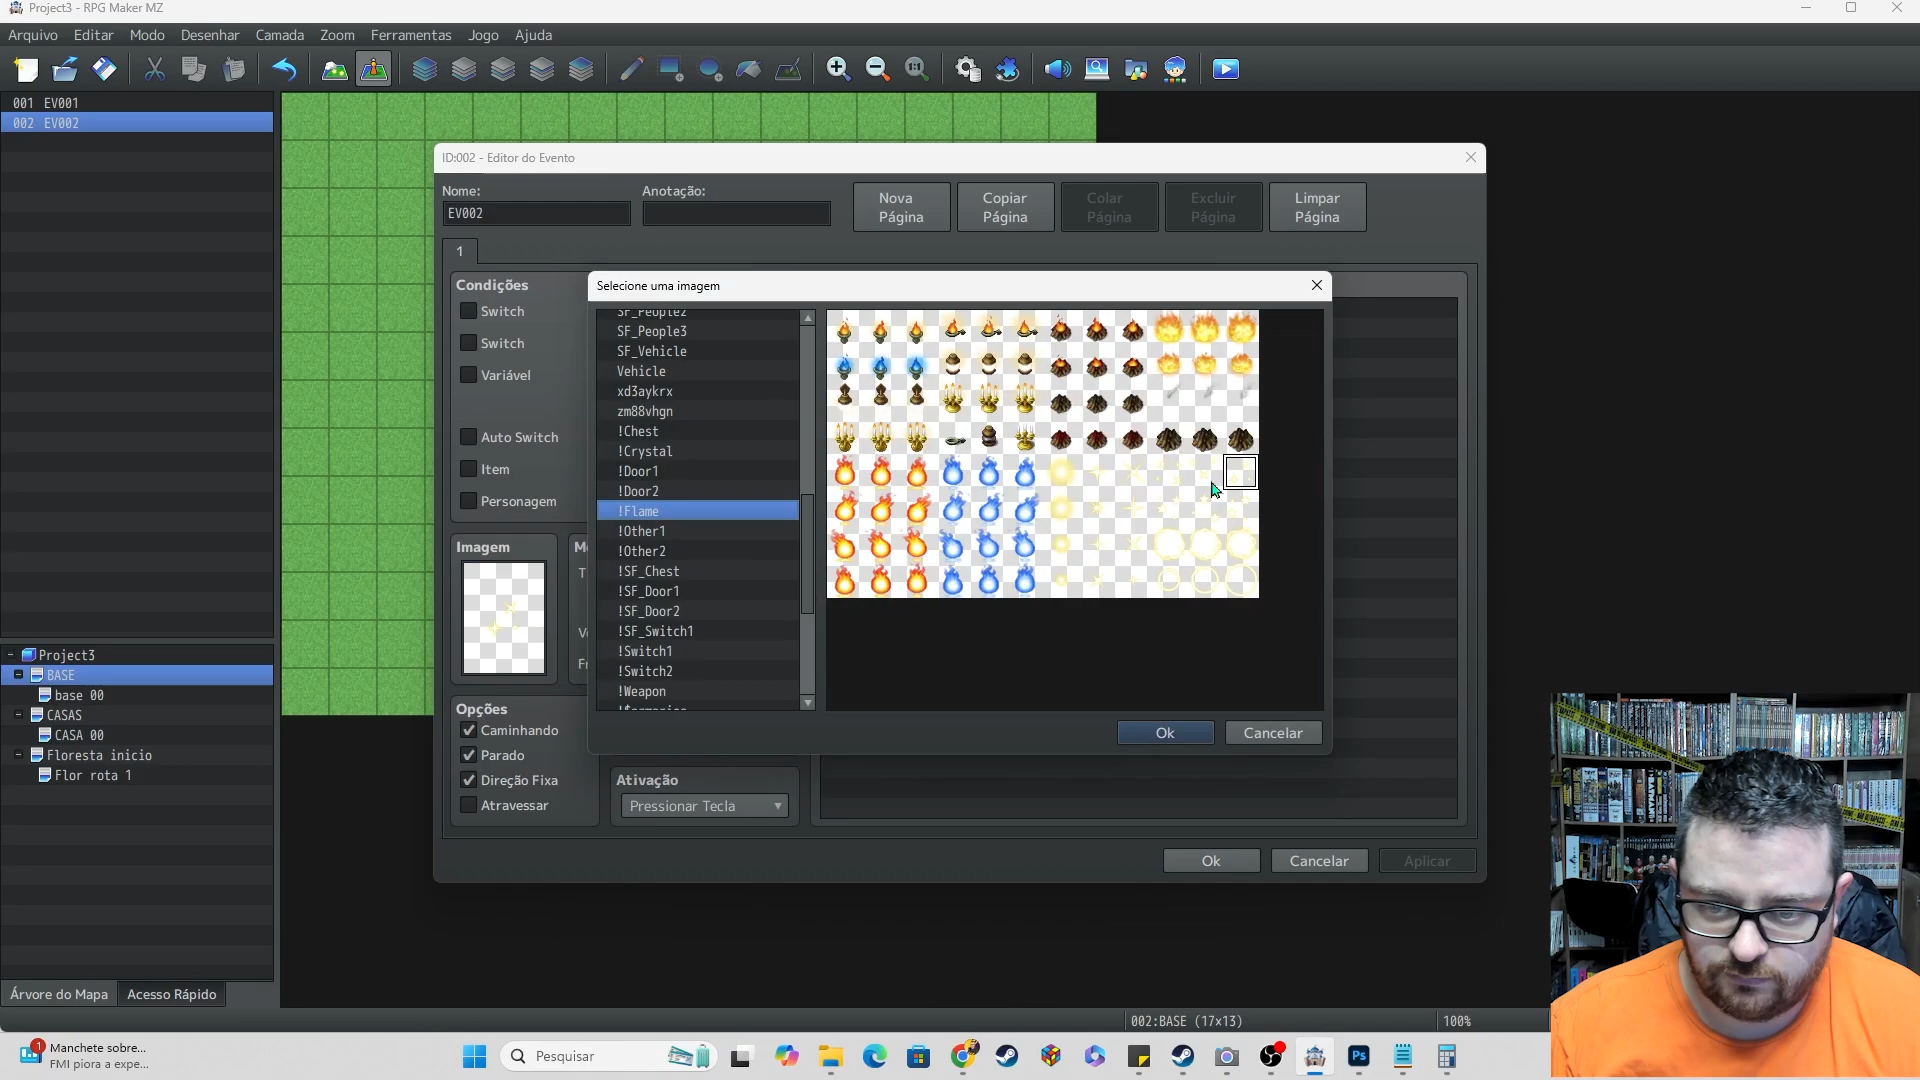 Project3 - RPG Maker MZ
Arquivo Editar Modo Desenhar Camada Zoom Ferramentas Jogo Ajuda
1:1
001 EV001
002 EV002
ID:002 - Editor do Evento
Nome:
EV002
Anotação:
Nova
Página
Copiar
Página
Colar
Página
Excluir
Página
Limpar
Página
1
Condições
Switch
Switch
Variável
Auto Switch
Item
Personagem
Imagem
Opções
Caminhando
Parado
Direção Fixa
Atravessar
Ativação
Pressionar Tecla
Ok Cancelar Aplicar
Selecione uma imagem
SF_People2
SF_People3
SF_Vehicle
Vehicle
xd3aykrx
zm88vhgn
!Chest
!Crystal
!Door1
!Door2
!Flame
!Other1
!Other2
!SF_Chest
!SF_Door1
!SF_Door2
!SF_Switch1
!Switch1
!Switch2
!Weapon
Ok Cancelar
Project3
BASE
base 00
CASAS
CASA 00
Floresta inicio
Flor rota 1
Árvore do Mapa Acesso Rápido
002:BASE (17x13) 100%
1
Manchete sobre...
FMI piora a expe...
Pesquisar
Ps